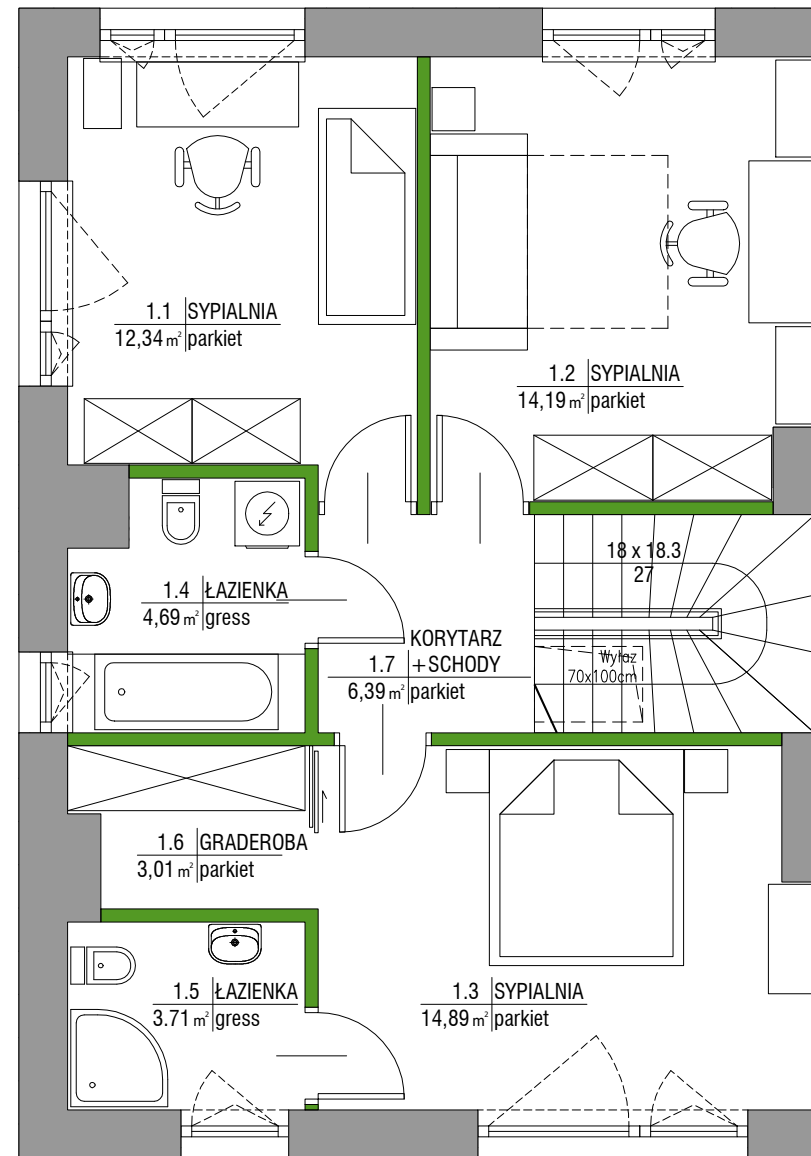 1.1 SYPIALNIA
12,34 m² parkiet
1.2 SYPIALNIA
14,19 m² parkiet
18 x 18.3
27
1.4 ŁAZIENKA
4,69 m² gress
KORYTARZ
1.7 +SCHODY
6,39 m² parkiet
Wyłaz
70x100cm
1.6 GRADEROBA
3,01 m² parkiet
1.5 ŁAZIENKA
3.71 m² gress
1.3 SYPIALNIA
14,89 m² parkiet